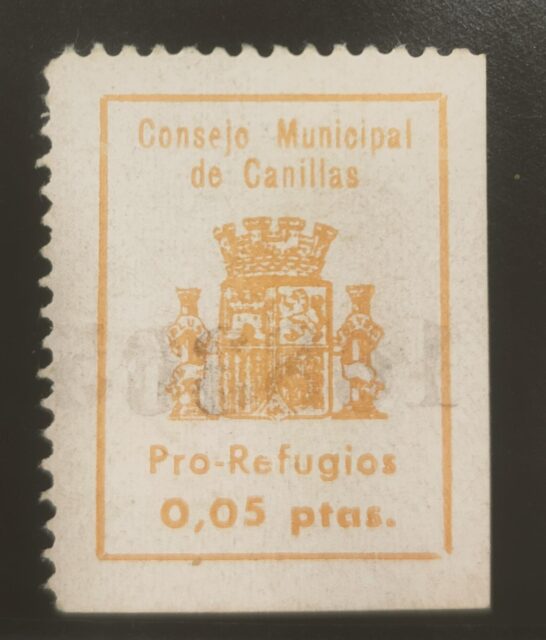 Consejo Municipal
de Canillas
Pro-Refugios
0,05 ptas.